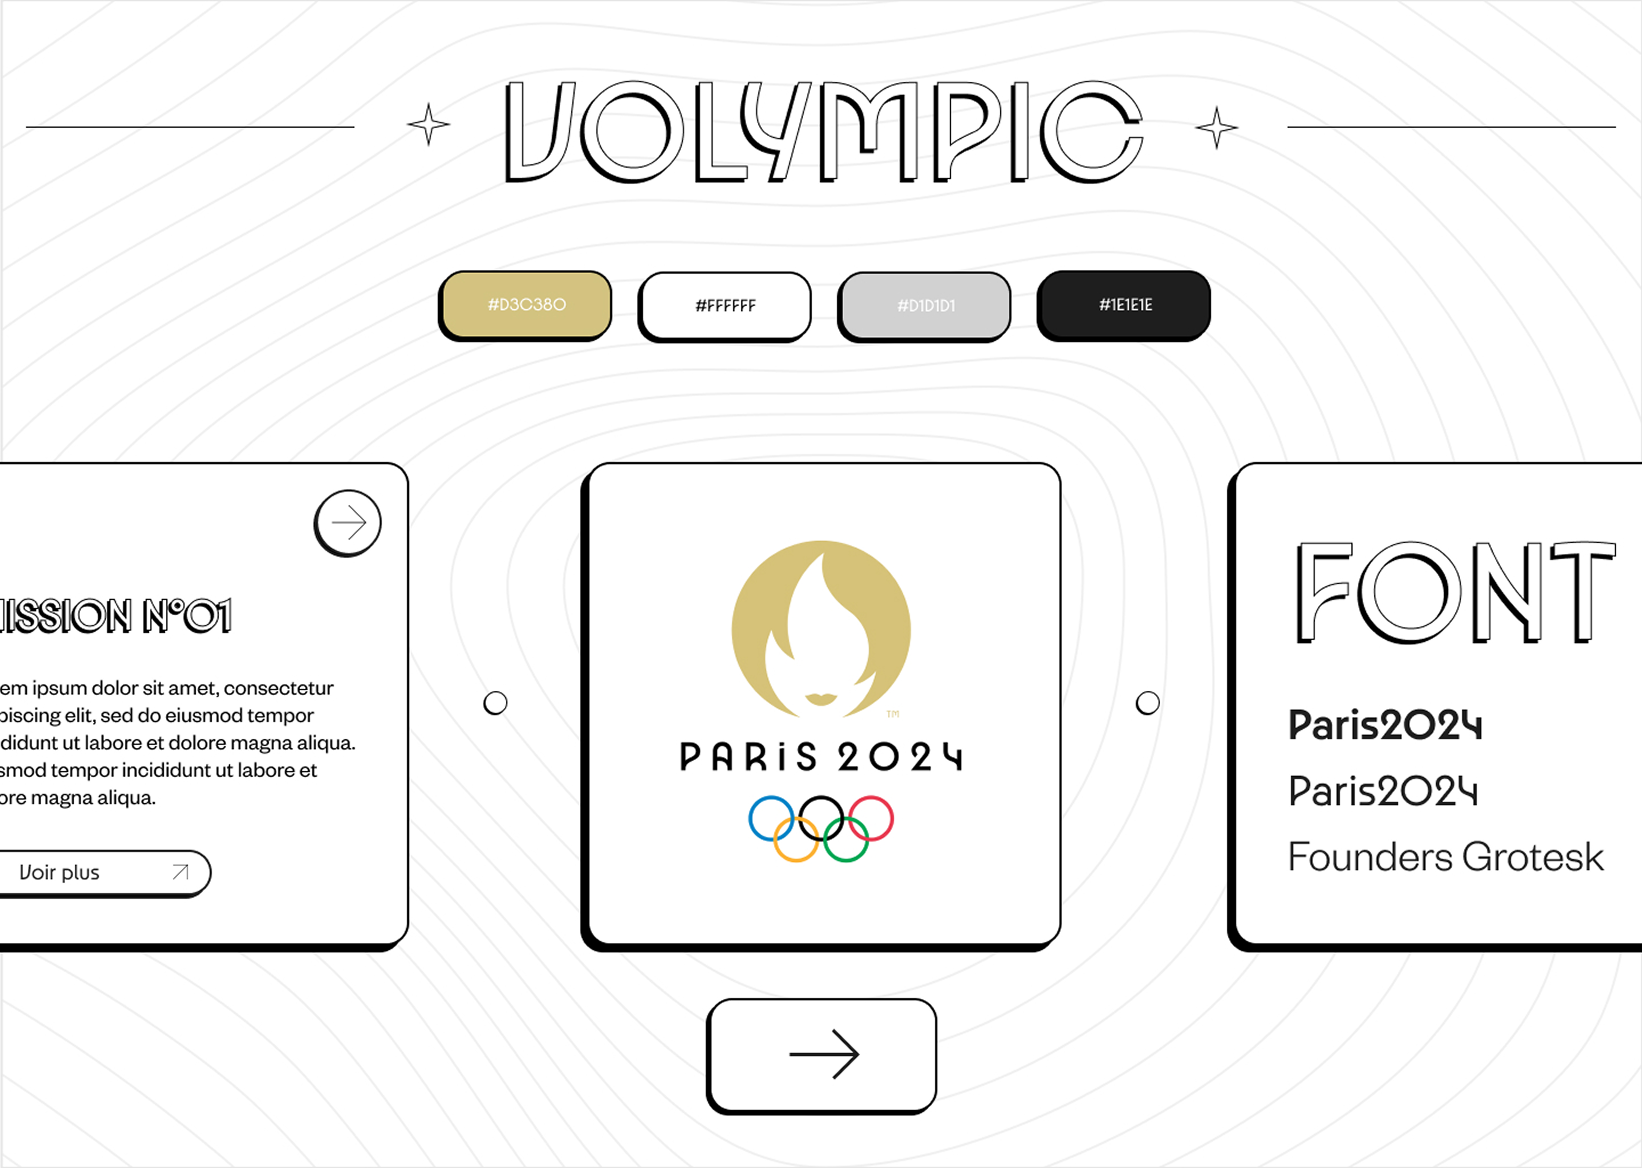 VOLYMPIC
#D3C380
#FFFFFF
#D1D1D1
#1E1E1E
ISSION N°01
em ipsum dolor sit amet, consectetur
piscing elit, sed do eiusmod tempor
didunt ut labore et dolore magna aliqua.
smod tempor incididunt ut labore et
ore magna aliqua.
Voir plus
TM
PARiS 2024
FONT
Paris2024
Paris2024
Founders Grotesk